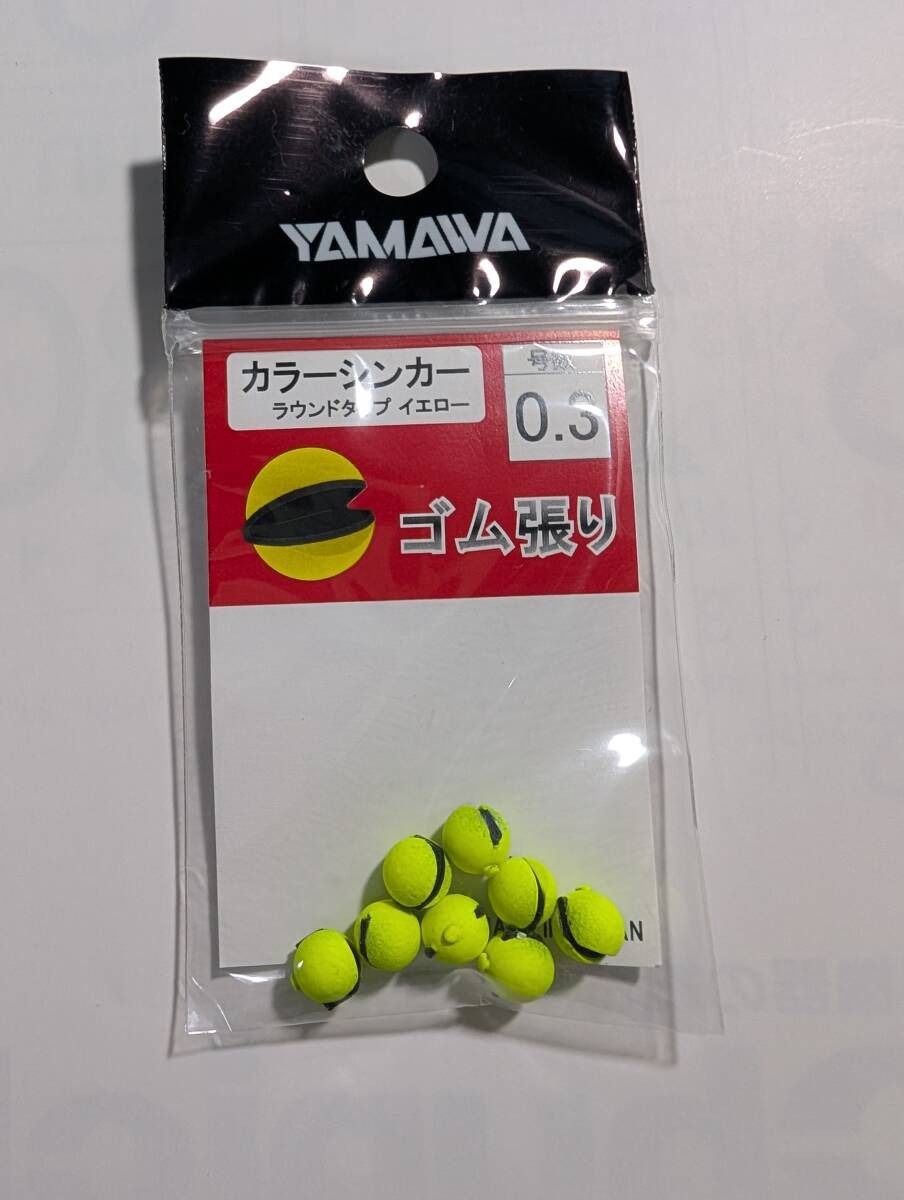 YAMAWA
カラーシンカー
ラウンドタイプ イエロー
号数
0.3
ゴム張り